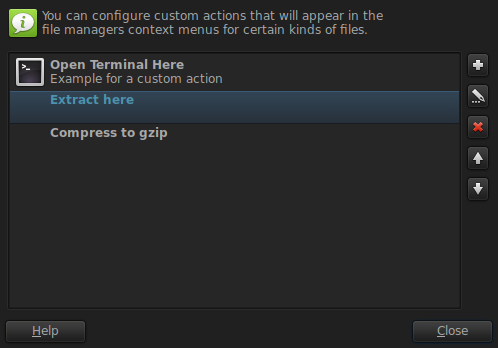 You can configure custom actions that will appear in the
file managers context menus for certain kinds of files.
Open Terminal Here
Example for a custom action
Extract here
Compress to gzip
Help
Close